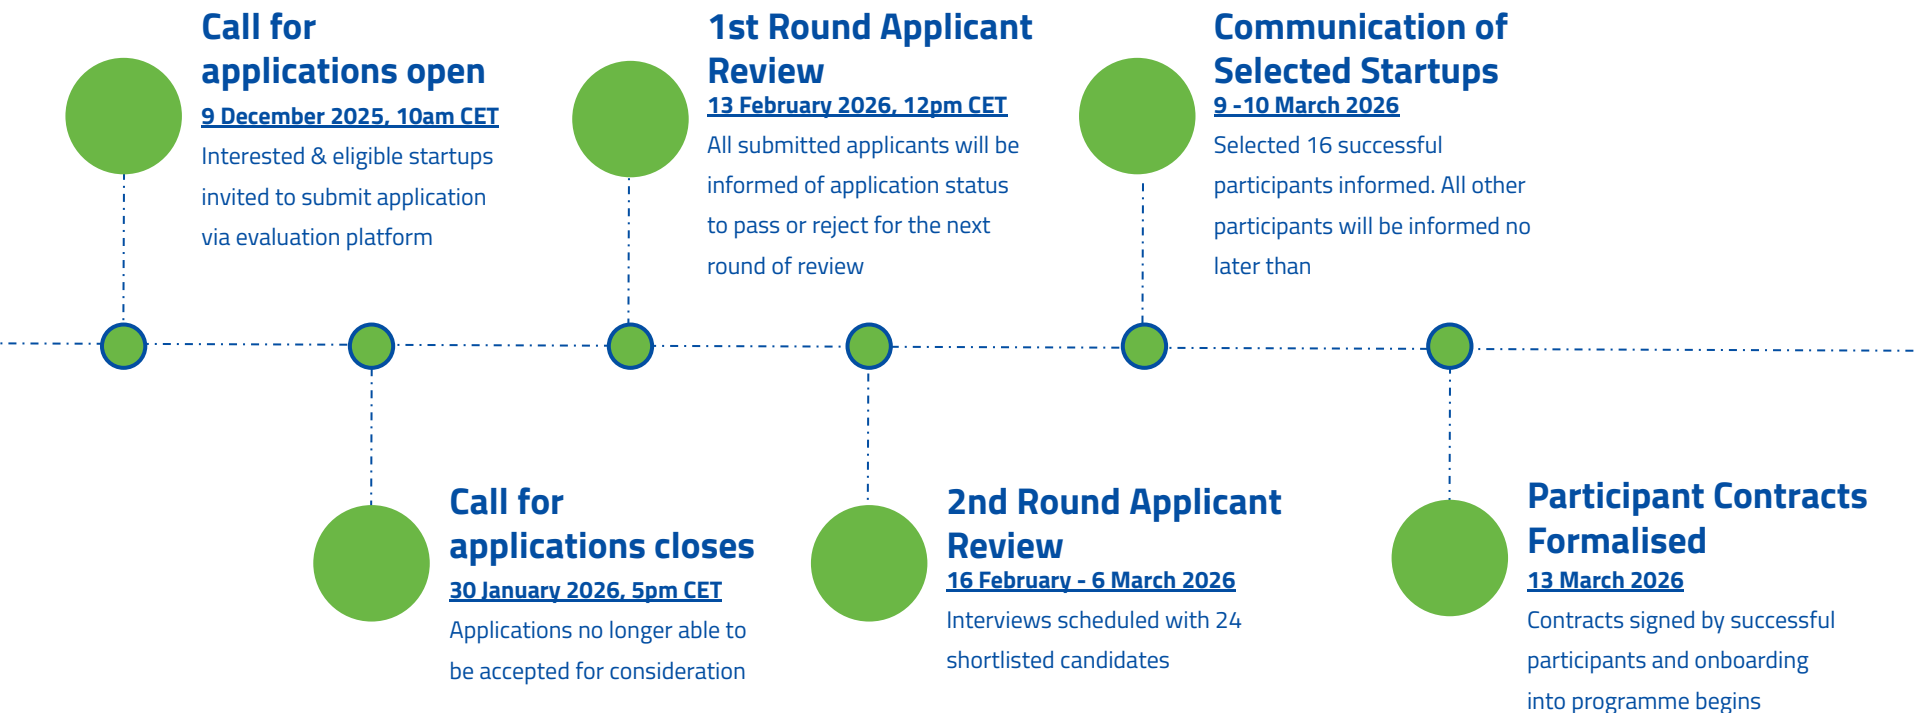 Call for
applications open
9 December 2025, 10am CET
Interested & eligible startups
invited to submit application
via evaluation platform
Call for
applications closes
30 January 2026, 5pm CET
Applications no longer able to
be accepted for consideration
1st Round Applicant
Review
13 February 2026, 12pm CET
All submitted applicants will be
informed of application status
to pass or reject for the next
round of review
2nd Round Applicant
Review
16 February - 6 March 2026
Interviews scheduled with 24
shortlisted candidates
Communication of
Selected Startups
9 -10 March 2026
Selected 16 successful
participants informed. All other
participants will be informed no
later than
Participant Contracts
Formalised
13 March 2026
Contracts signed by successful
participants and onboarding
into programme begins